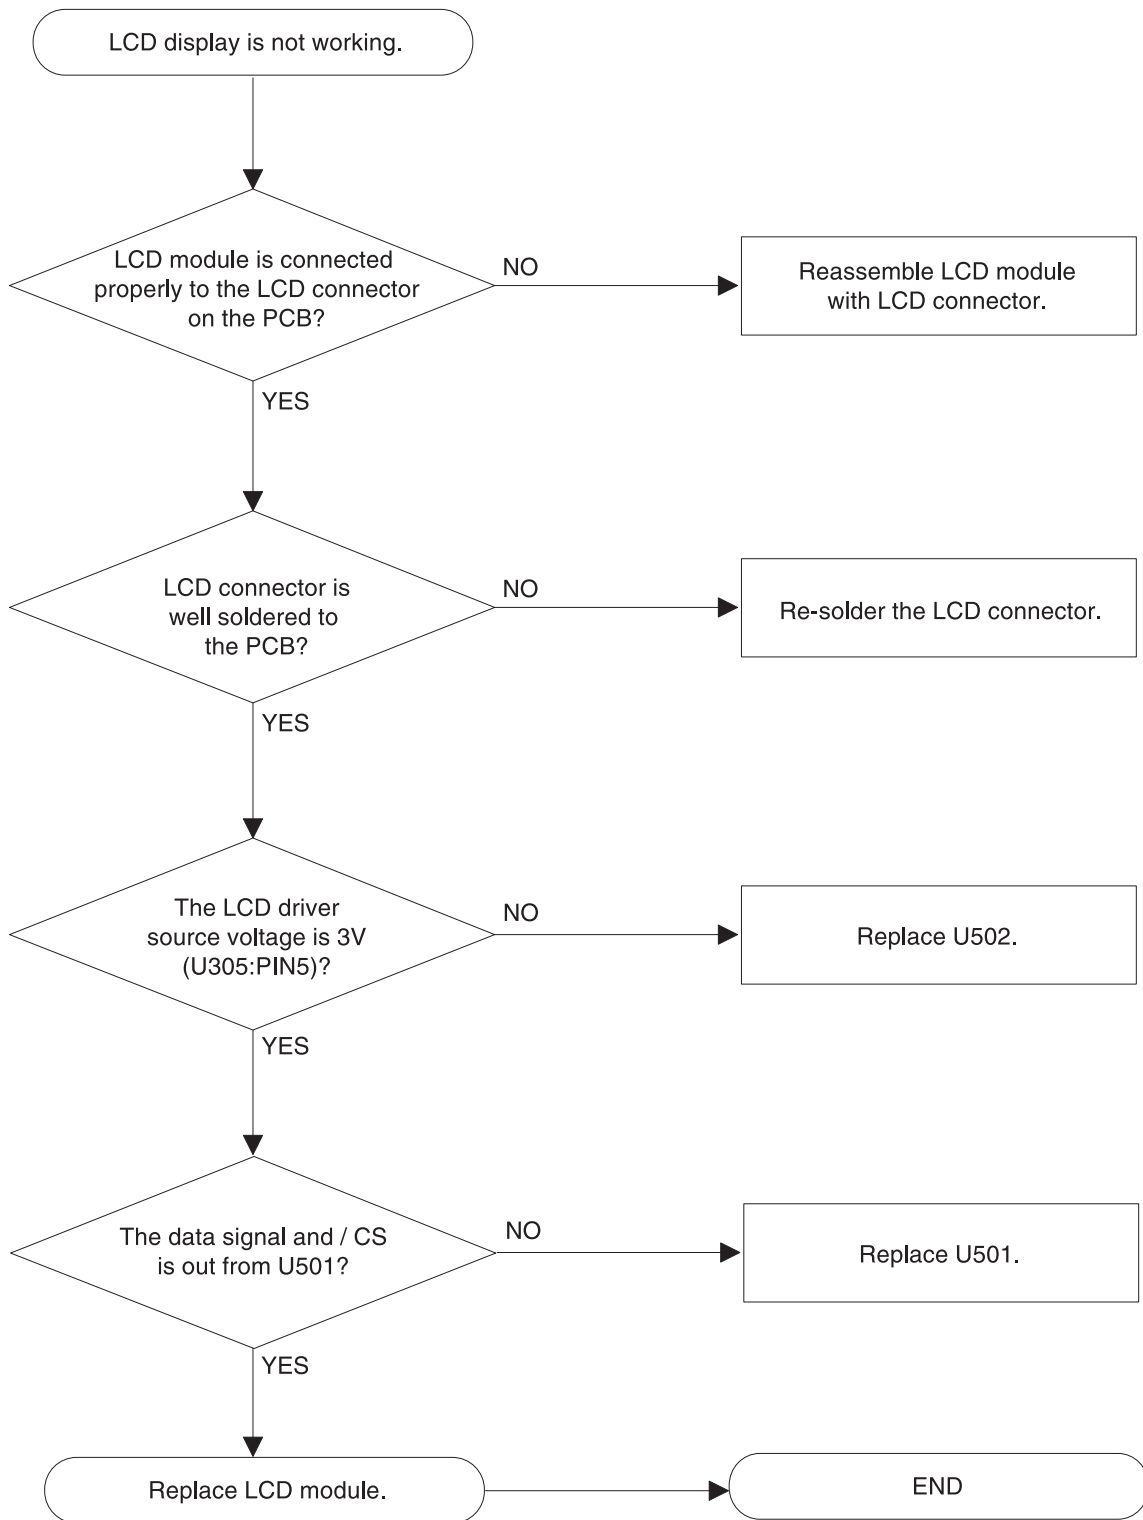 LCD display is not working.
LCD module is connected
properly to the LCD connector
on the PCB?
NO
Reassemble LCD module
with LCD connector.
YES
LCD connector is
well soldered to
the PCB?
NO
Re-solder the LCD connector.
YES
The LCD driver
source voltage is 3V
(U305:PIN5)?
NO
Replace U502.
YES
The data signal and / CS
is out from U501?
NO
Replace U501.
YES
Replace LCD module.
END